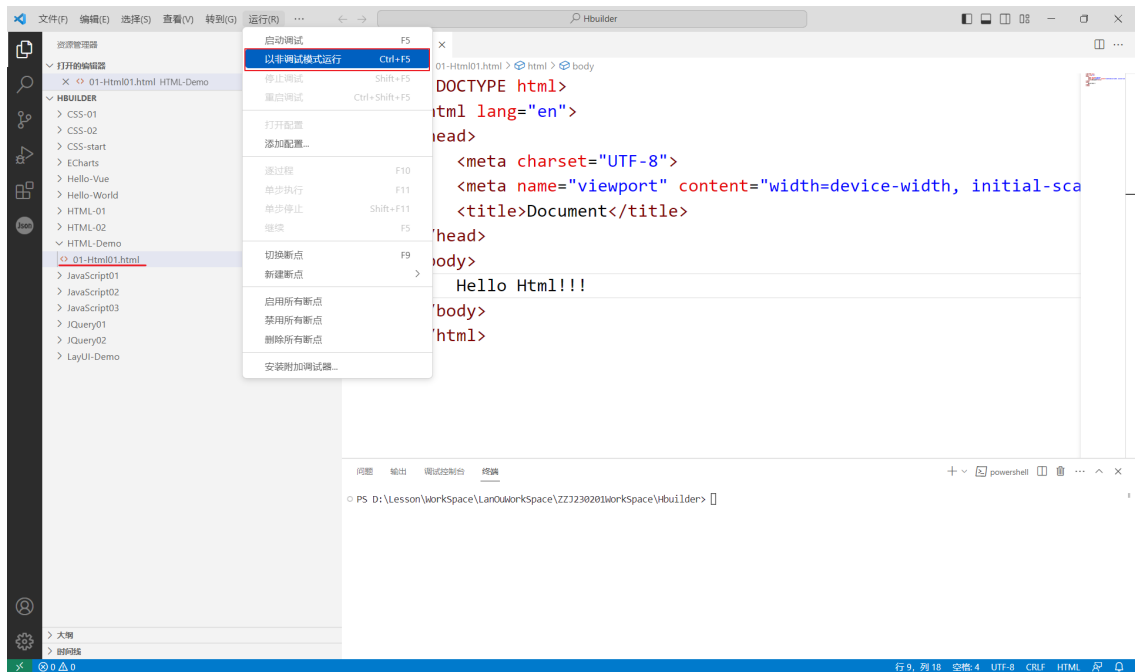 文件(F) 编辑(E) 选择(S) 查看(V) 转到(G) 运行(R) ··· Hbuilder
资源管理器
打开的编辑器
01-Html01.html HTML-Demo
HBUILDER
CSS-01
CSS-02
CSS-start
ECharts
Hello-Vue
Hello-World
HTML-01
HTML-02
HTML-Demo
01-Html01.html
JavaScript01
JavaScript02
JavaScript03
JQuery01
JQuery02
LayUI-Demo
大纲
时间线
Json
启动调试 F5
以非调试模式运行 Ctrl+F5
停止调试 Shift+F5
重启调试 Ctrl+Shift+F5
打开配置
添加配置...
逐过程 F10
单步执行 F11
单步停止 Shift+F11
继续 F5
切换断点 F9
新建断点
启用所有断点
禁用所有断点
删除所有断点
安装附加调试器...
01-Html01.html > html > body
DOCTYPE html>
tml lang="en">
ead>
<meta charset="UTF-8">
<meta name="viewport" content="width=device-width, initial-sca
<title>Document</title>
head>
ody>
Hello Html!!!
/body>
html>
问题 输出 调试控制台 终端 powershell
PS D:\Lesson\WorkSpace\LanOuWorkSpace\ZZJ230201WorkSpace\Hbuilder>
0 0 行 9，列 18 空格: 4 UTF-8 CRLF HTML